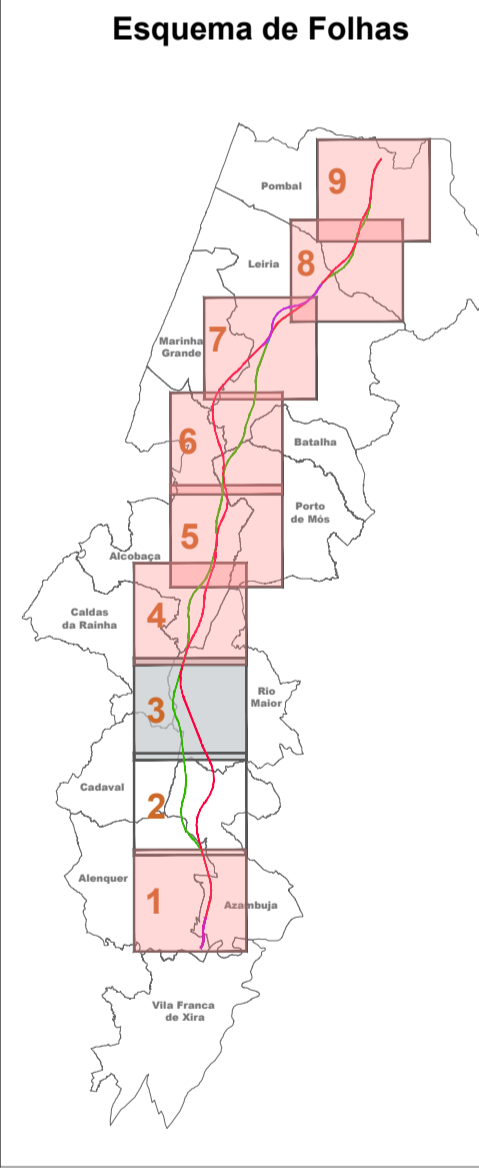 Esquema de Folhas
9
Pombal
8
Leiria
7
Marinha
Grande
6
Batalha
Porto
de Mós
5
Alcobaça
4
Caldas
da Rainha
Rio
Maior
3
Cadaval
2
Alenquer
1
Azambuja
Vila Franca
de Xira